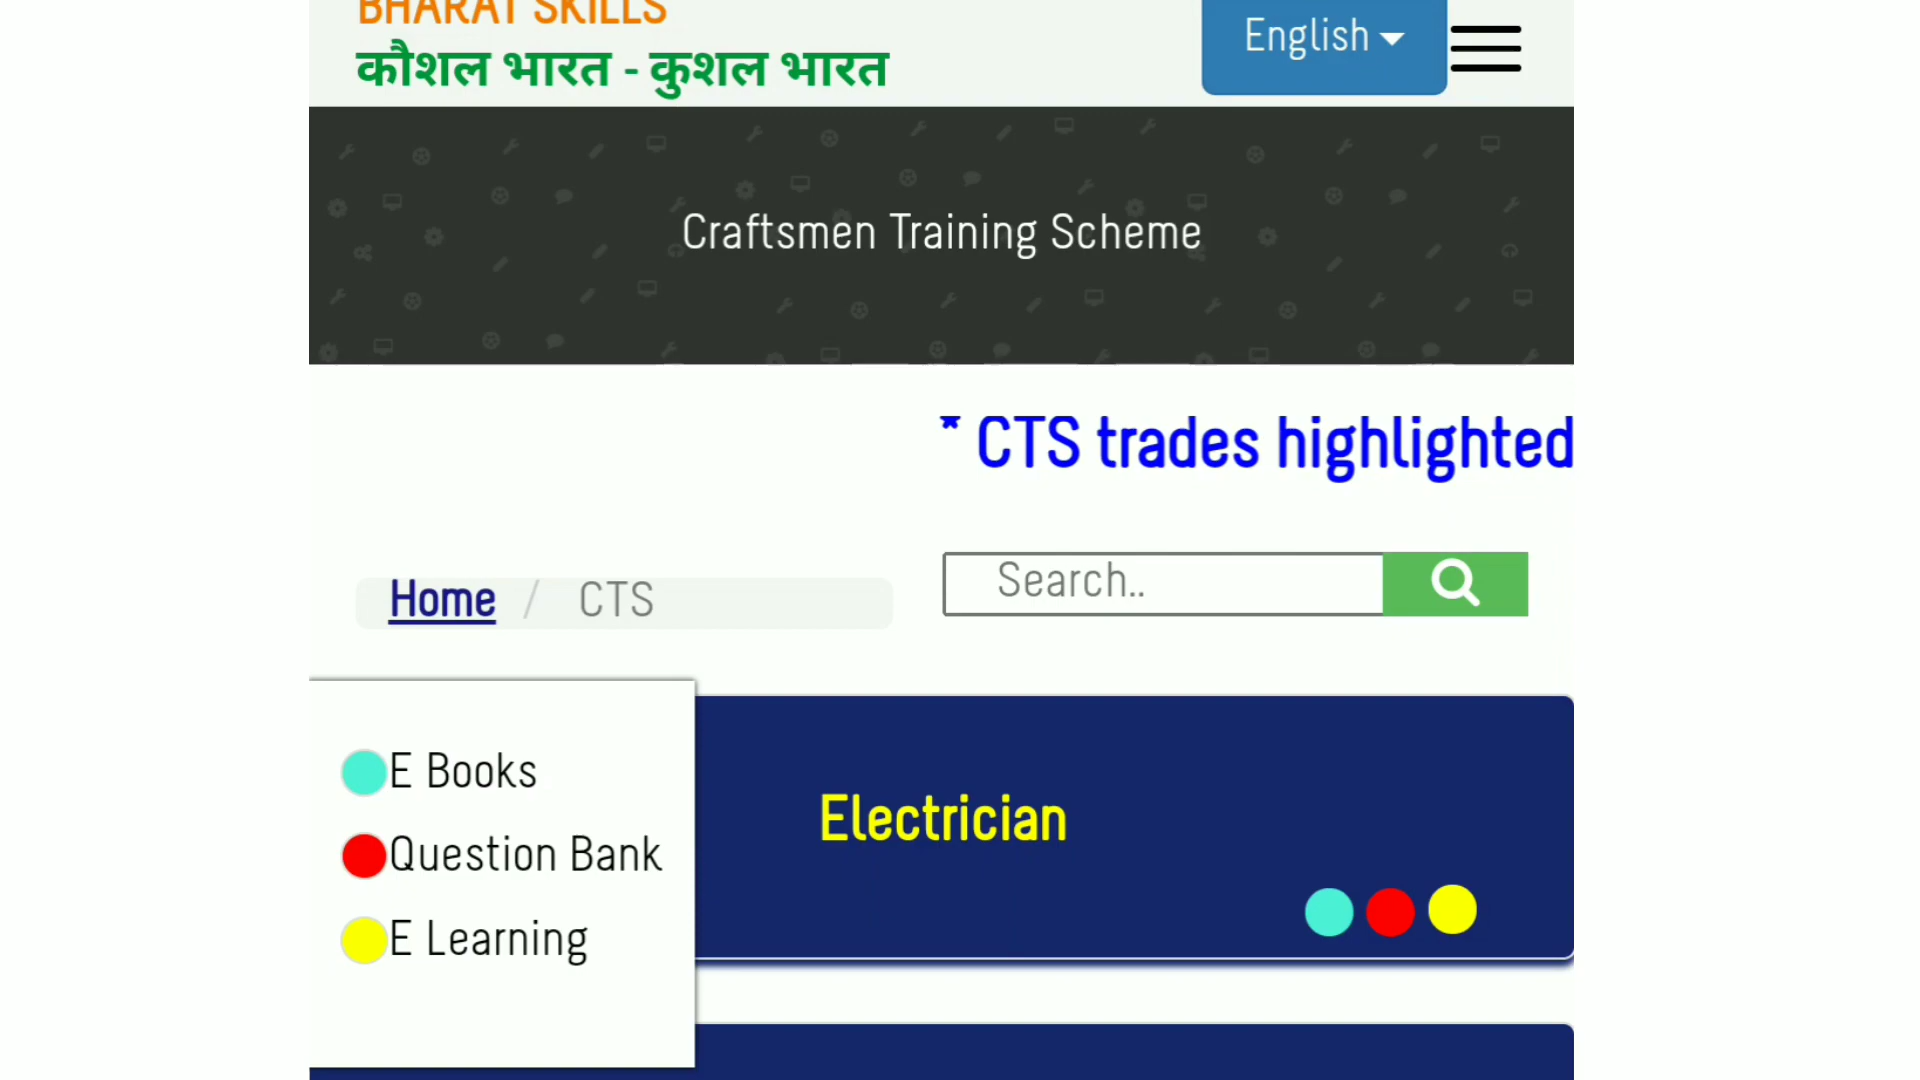 BHARAT SKILLS
कौशल भारत - कुशल भारत
English
Craftsmen Training Scheme
* CTS trades highlighted
Home / CTS
Search..
E Books
Question Bank
E Learning
Electrician